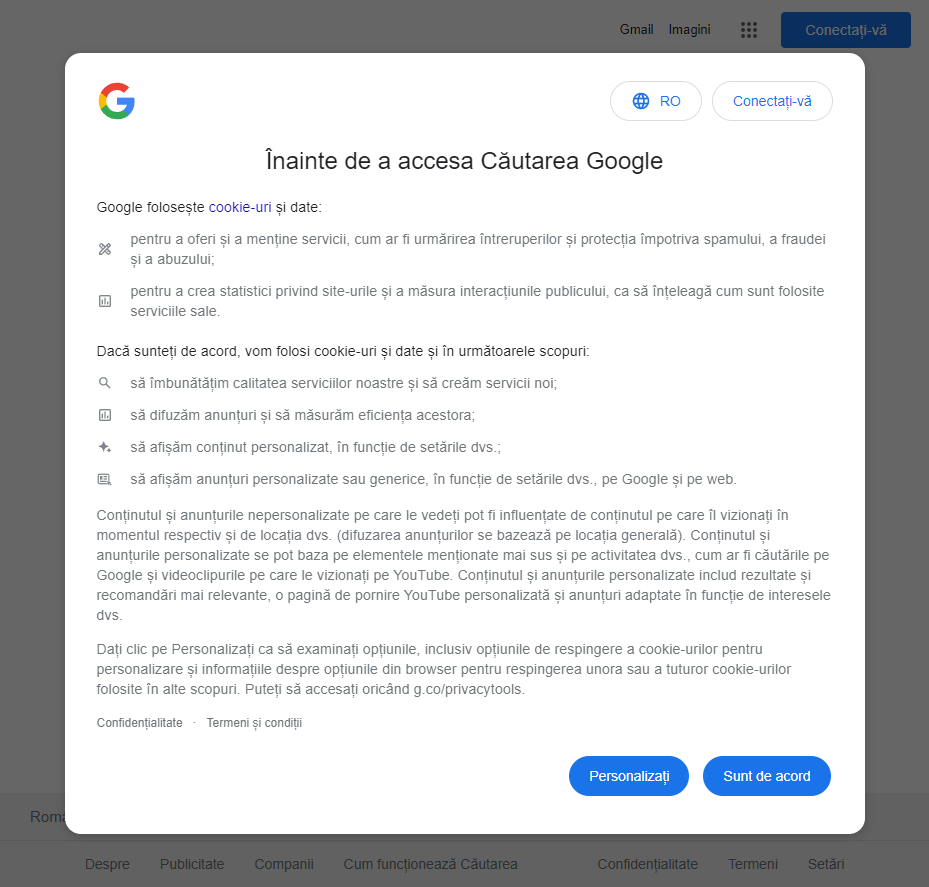 Gmail Imagini Conectați-vă
RO Conectați-vă
Înainte de a accesa Căutarea Google
Google folosește cookie-uri și date:
pentru a oferi și a menține servicii, cum ar fi urmărirea întreruperilor și protecția împotriva spamului, a fraudei
și a abuzului;
pentru a crea statistici privind site-urile și a măsura interacțiunile publicului, ca să înțeleagă cum sunt folosite
serviciile sale.
Dacă sunteți de acord, vom folosi cookie-uri și date și în următoarele scopuri:
să îmbunătățim calitatea serviciilor noastre și să creăm servicii noi;
să difuzăm anunțuri și să măsurăm eficiența acestora;
să afișăm conținut personalizat, în funcție de setările dvs.;
să afișăm anunțuri personalizate sau generice, în funcție de setările dvs., pe Google și pe web.
Conținutul și anunțurile nepersonalizate pe care le vedeți pot fi influențate de conținutul pe care îl vizionați în
momentul respectiv și de locația dvs. (difuzarea anunțurilor se bazează pe locația generală). Conținutul și
anunțurile personalizate se pot baza pe elementele menționate mai sus și pe activitatea dvs., cum ar fi căutările pe
Google și videoclipurile pe care le vizionați pe YouTube. Conținutul și anunțurile personalizate includ rezultate și
recomandări mai relevante, o pagină de pornire YouTube personalizată și anunțuri adaptate în funcție de interesele
dvs.
Dați clic pe Personalizați ca să examinați opțiunile, inclusiv opțiunile de respingere a cookie-urilor pentru
personalizare și informațiile despre opțiunile din browser pentru respingerea unora sau a tuturor cookie-urilor
folosite în alte scopuri. Puteți să accesați oricând g.co/privacytools.
Confidențialitate · Termeni și condiții
Personalizați Sunt de acord
Despre Publicitate Companii Cum funcționează Căutarea Confidențialitate Termeni Setări